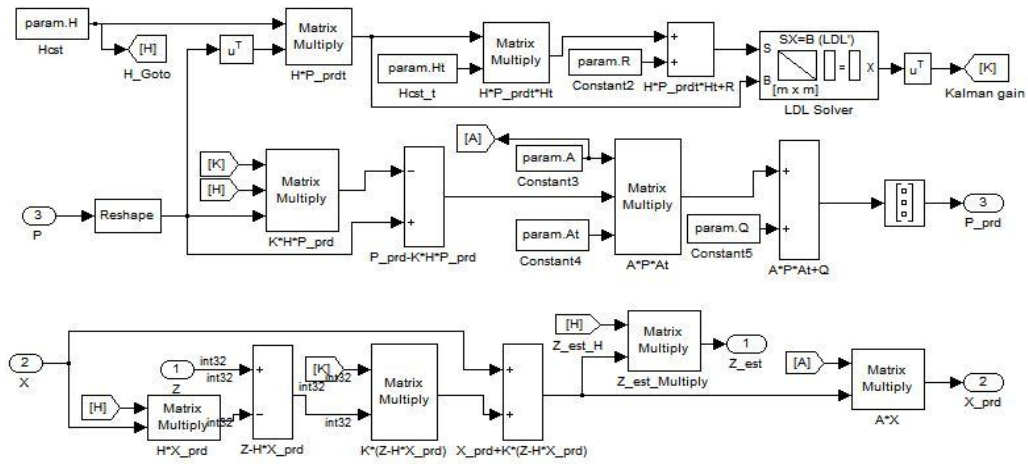 param.H
Hcst
[H]
H_Goto
u^T
Matrix Multiply
H*P_prdt
param.Ht
Hcst_t
Matrix Multiply
H*P_prdt*Ht
param.R
Constant2
+
+
H*P_prdt*Ht+R
SX=B (LDL')
S
B
=
X
[m x m]
LDL Solver
u^T
[K]
Kalman gain
3
P
Reshape
[K]
[H]
Matrix Multiply
K*H*P_prd
−
+
P_prd-K*H*P_prd
[A]
param.A
Constant3
param.At
Constant4
Matrix Multiply
A*P*At
param.Q
Constant5
+
+
A*P*At+Q
3
P_prd
2
X
1
Z
int32
int32
[H]
Matrix Multiply
int32
H*X_prd
+
−
Z-H*X_prd
int32
[K]
int32
int32
Matrix Multiply
K*(Z-H*X_prd)
+
+
X_prd+K*(Z-H*X_prd)
[H]
Z_est_H
Matrix Multiply
Z_est_Multiply
1
Z_est
[A]
Matrix Multiply
A*X
2
X_prd